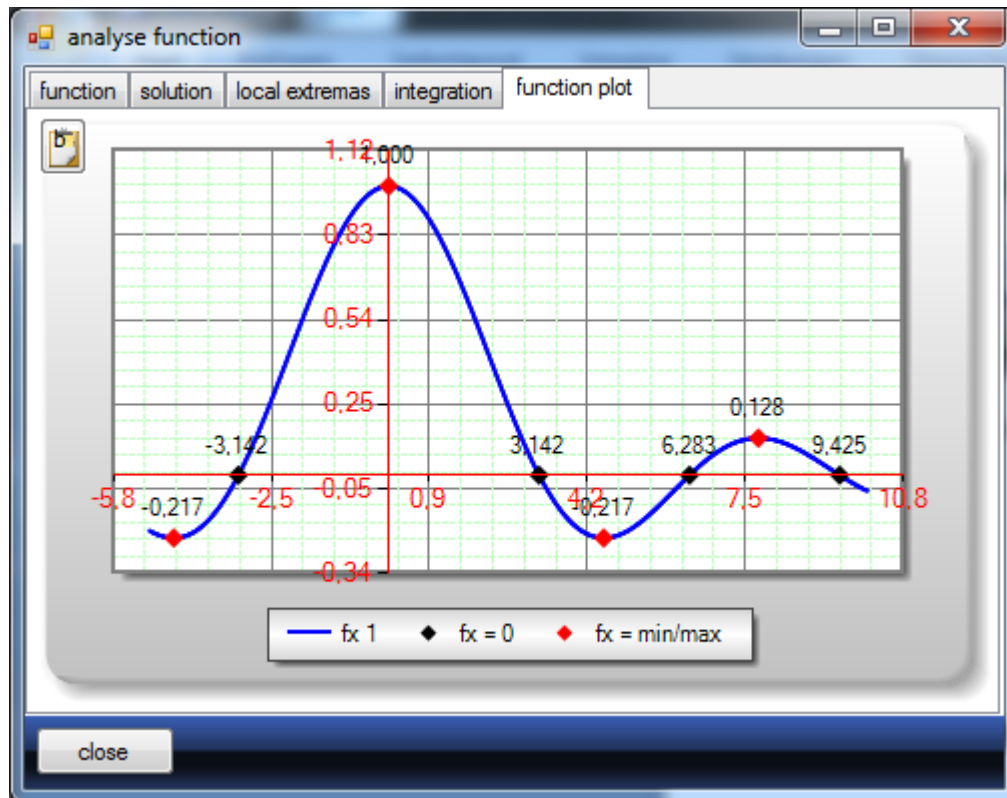 analyse function
X
function solution local extremas integration function plot
b
1,12 1,000
0,83
0,54
0,25 0,128
-3,142 3,142 6,283 9,425
-5,8 -2,5 -0,05 0,9 4,2 7,5 10,8
-0,217 -0,217
-0,34
fx 1 fx = 0 fx = min/max
close